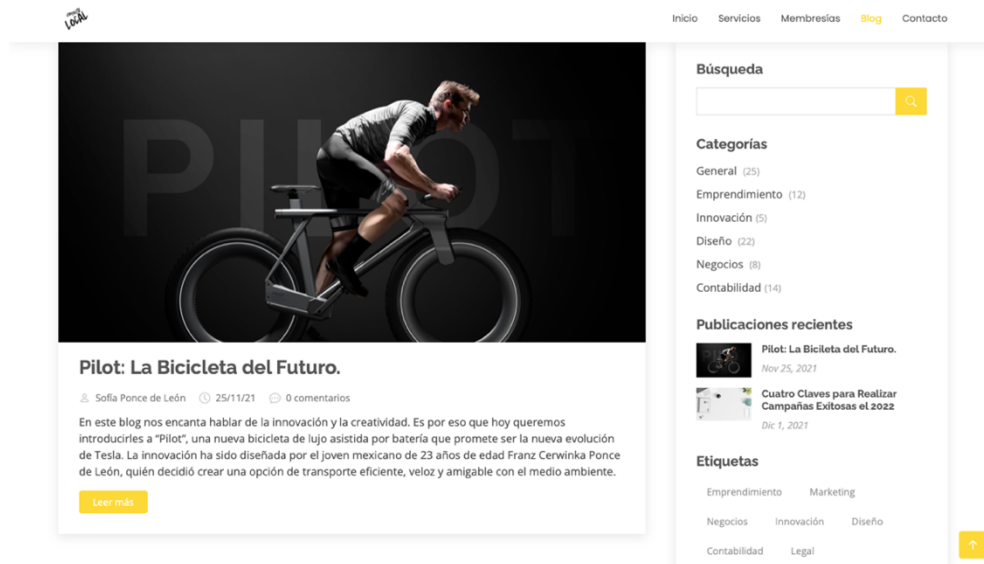 LOCAL
Inicio Servicios Membresías Blog Contacto
PILOT
Pilot: La Bicicleta del Futuro.
Sofía Ponce de León 25/11/21 0 comentarios
En este blog nos encanta hablar de la innovación y la creatividad. Es por eso que hoy queremos
introducirles a “Pilot”, una nueva bicicleta de lujo asistida por batería que promete ser la nueva evolución
de Tesla. La innovación ha sido diseñada por el joven mexicano de 23 años de edad Franz Cerwinka Ponce
de León, quién decidió crear una opción de transporte eficiente, veloz y amigable con el medio ambiente.
Leer más
Búsqueda
Categorías
General (25)
Emprendimiento (12)
Innovación (5)
Diseño (22)
Negocios (8)
Contabilidad (14)
Publicaciones recientes
Pilot: La Bicileta del Futuro.
Nov 25, 2021
Cuatro Claves para Realizar
Campañas Exitosas el 2022
Dic 1, 2021
Etiquetas
Emprendimiento Marketing
Negocios Innovación Diseño
Contabilidad Legal